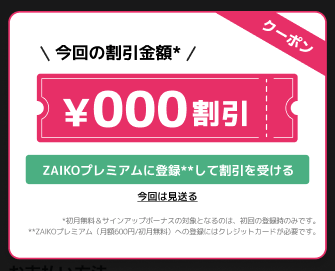 クーポン
\ 今回の割引金額* /
¥000割引
ZAIKOプレミアムに登録**して割引を受ける
今回は見送る
*初月無料＆サインアップボーナスの対象となるのは、初回の登録時のみです。
**ZAIKOプレミアム（月額600円/初月無料）への登録にはクレジットカードが必要です。
お支払い方法